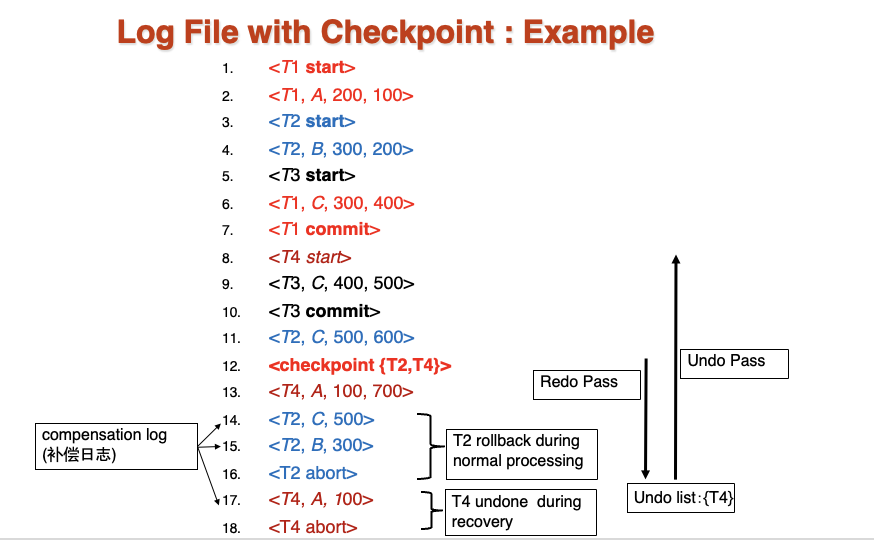 Log File with Checkpoint : Example
1. <T1 start>
2. <T1, A, 200, 100>
3. <T2 start>
4. <T2, B, 300, 200>
5. <T3 start>
6. <T1, C, 300, 400>
7. <T1 commit>
8. <T4 start>
9. <T3, C, 400, 500>
10. <T3 commit>
11. <T2, C, 500, 600>
12. <checkpoint {T2,T4}>
13. <T4, A, 100, 700>
14. <T2, C, 500>
15. <T2, B, 300>
16. <T2 abort>
17. <T4, A, 100>
18. <T4 abort>
compensation log
(补偿日志)
T2 rollback during
normal processing
T4 undone during
recovery
Redo Pass
Undo Pass
Undo list:{T4}